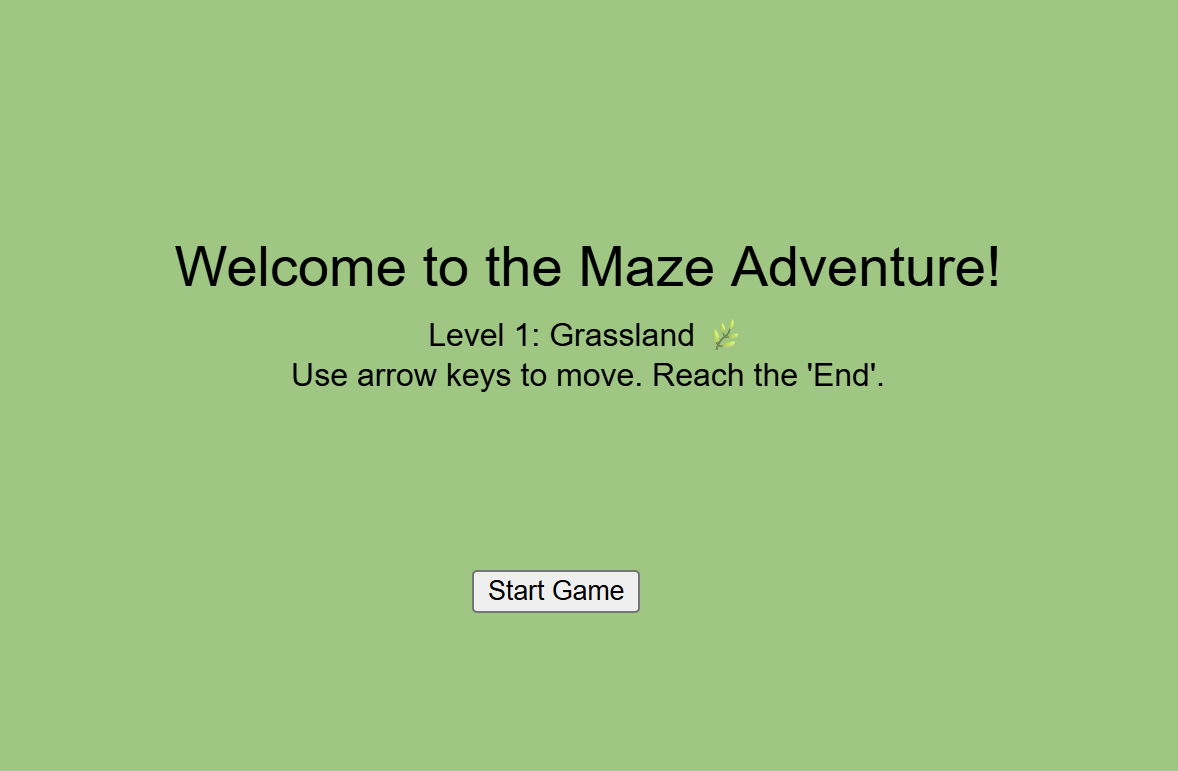 Welcome to the Maze Adventure!
Level 1: Grassland 🌿
Use arrow keys to move. Reach the 'End'.
Start Game